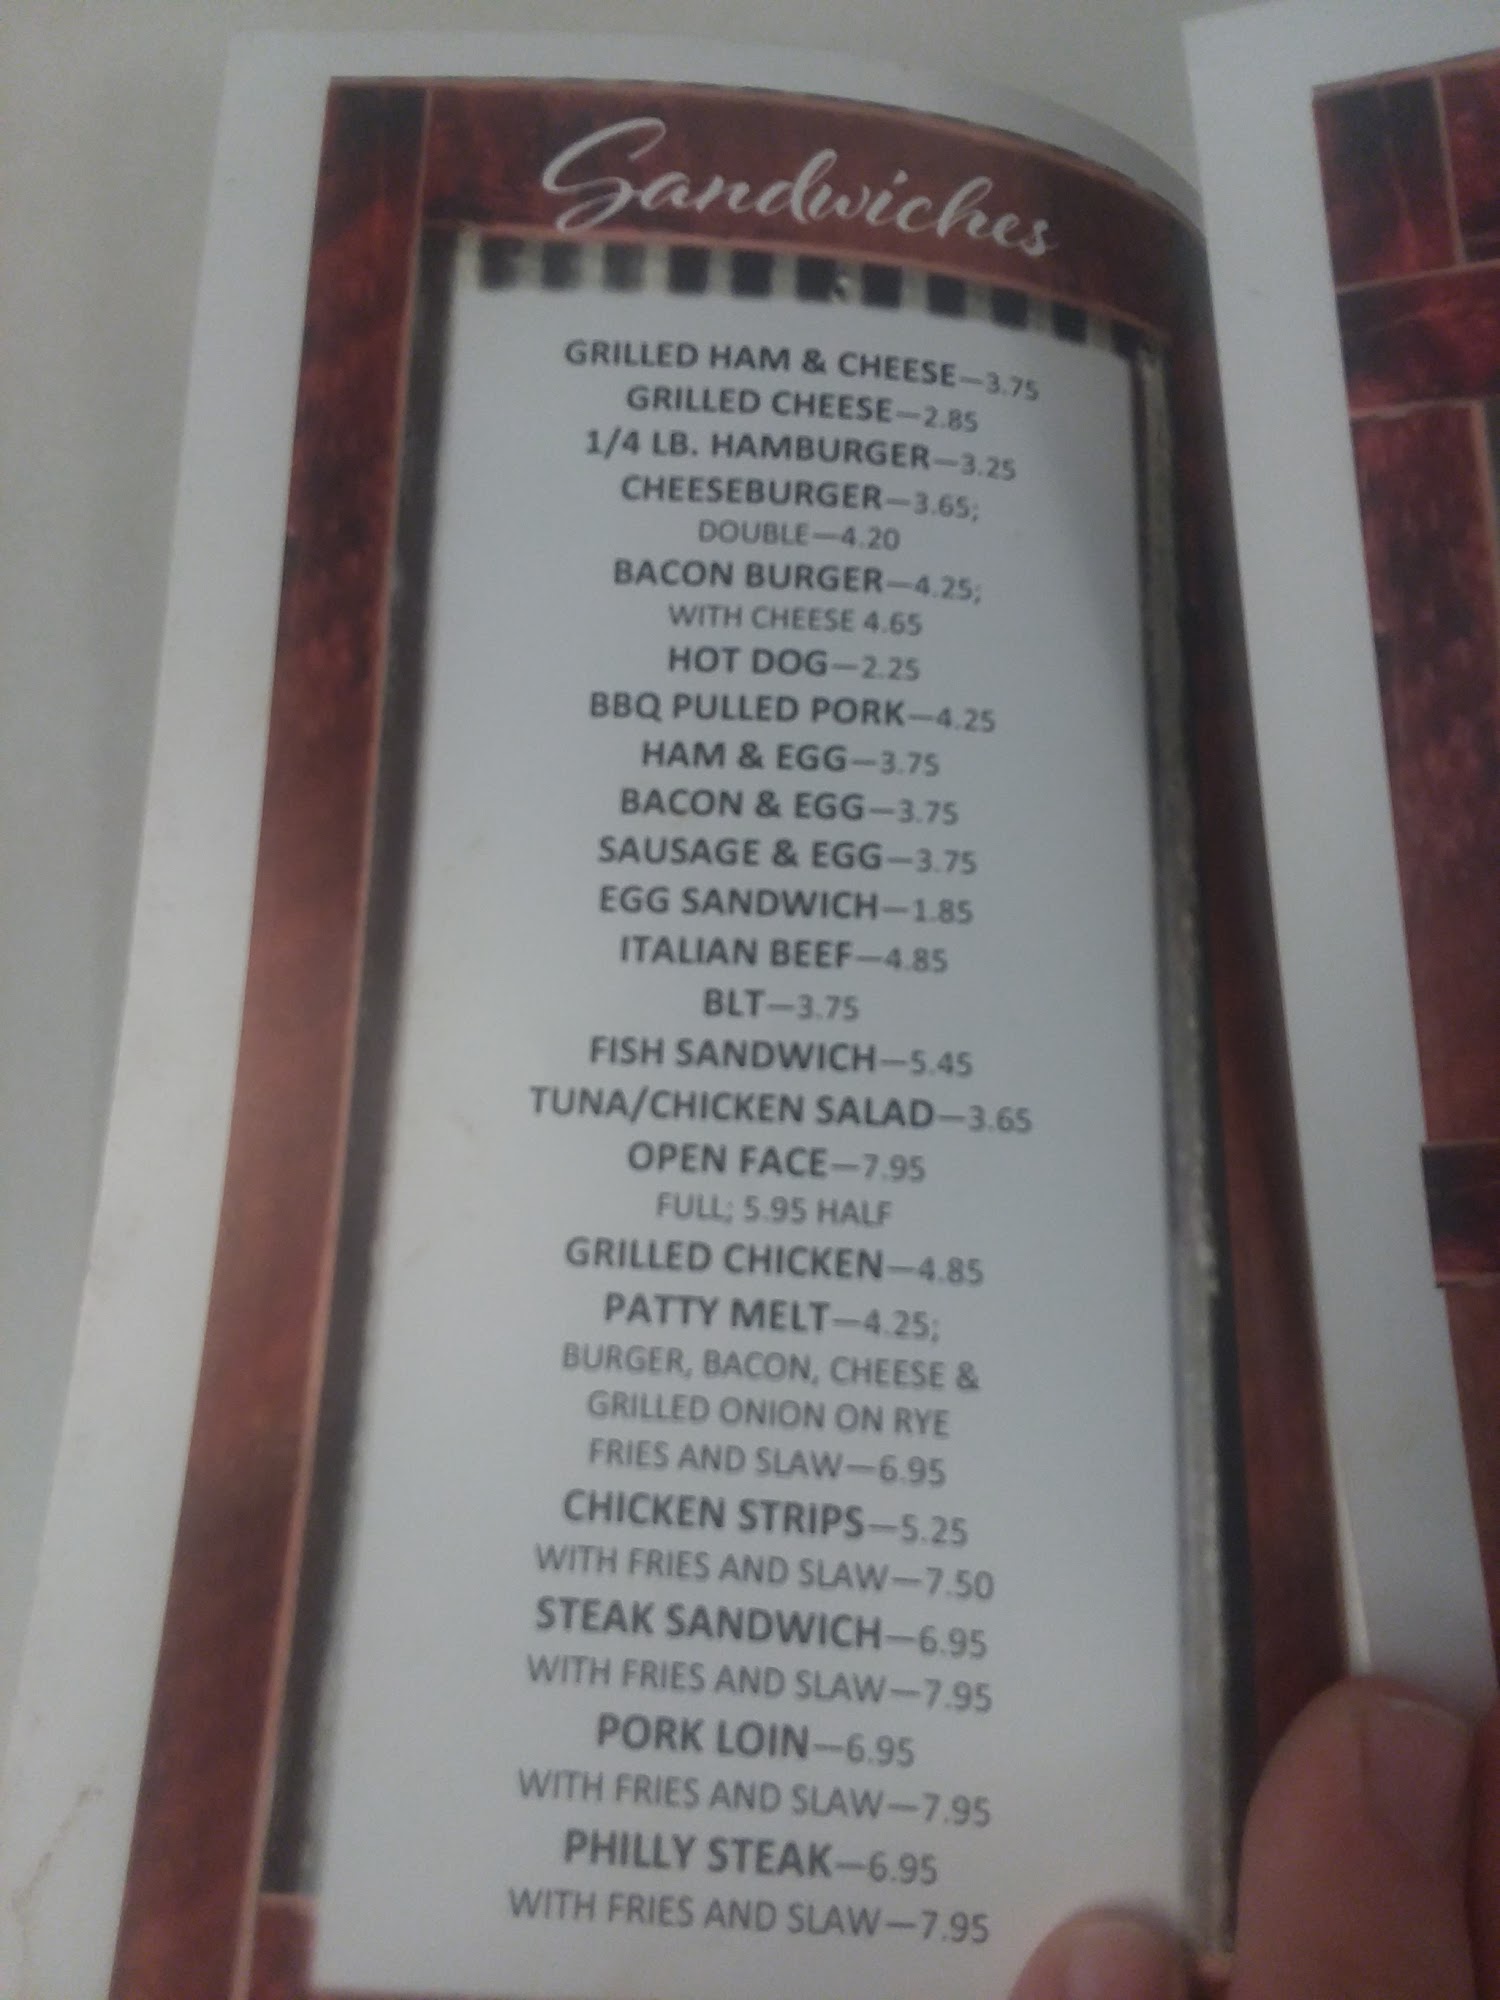 Sandwiches
GRILLED HAM & CHEESE—3.75
GRILLED CHEESE—2.85
1/4 LB. HAMBURGER—3.25
CHEESEBURGER—3.65;
DOUBLE—4.20
BACON BURGER—4.25;
WITH CHEESE 4.65
HOT DOG—2.25
BBQ PULLED PORK—4.25
HAM & EGG—3.75
BACON & EGG—3.75
SAUSAGE & EGG—3.75
EGG SANDWICH—1.85
ITALIAN BEEF—4.85
BLT—3.75
FISH SANDWICH—5.45
TUNA/CHICKEN SALAD—3.65
OPEN FACE—7.95
FULL; 5.95 HALF
GRILLED CHICKEN—4.85
PATTY MELT—4.25;
BURGER, BACON, CHEESE &
GRILLED ONION ON RYE
FRIES AND SLAW—6.95
CHICKEN STRIPS—5.25
WITH FRIES AND SLAW—7.50
STEAK SANDWICH—6.95
WITH FRIES AND SLAW—7.95
PORK LOIN—6.95
WITH FRIES AND SLAW—7.95
PHILLY STEAK—6.95
WITH FRIES AND SLAW—7.95